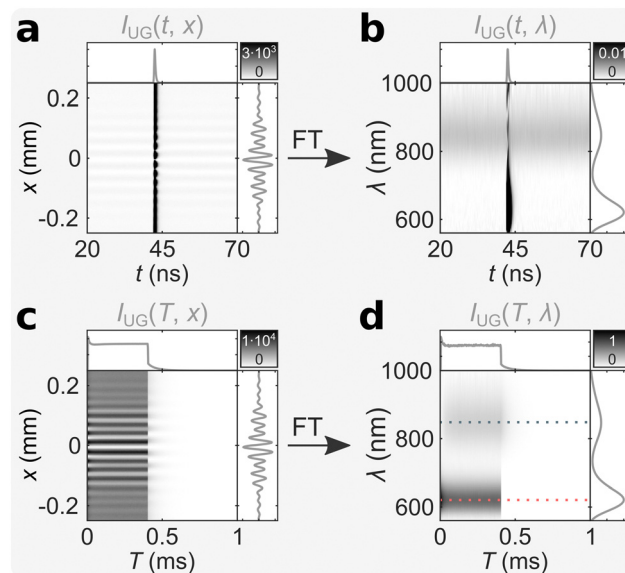 a
I_UG(t, x)
3·10³
0
x (mm)
0.2
0
-0.2
20
45
70
t (ns)
FT
b
I_UG(t, λ)
0.01
0
λ (nm)
1000
800
600
20
45
70
t (ns)
c
I_UG(T, x)
1·10⁴
0
x (mm)
0.2
0
-0.2
0
0.5
1
T (ms)
FT
d
I_UG(T, λ)
1
0
λ (nm)
1000
800
600
0
0.5
1
T (ms)